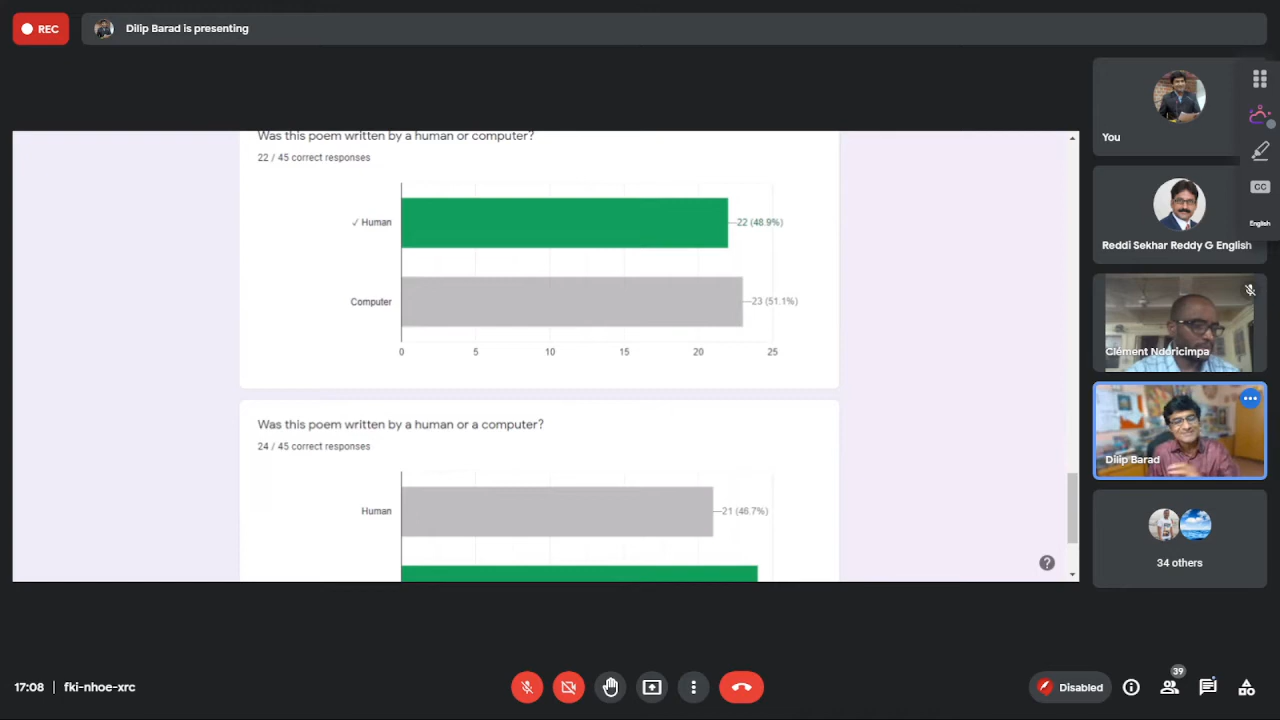 REC
Dilip Barad is presenting
You
Reddi Sekhar Reddy G English
Clément Ndoricimpa
Dilip Barad
34 others
CC
English
Was this poem written by a human or computer?
22 / 45 correct responses
✓ Human
22 (48.9%)
Computer
23 (51.1%)
0 5 10 15 20 25
Was this poem written by a human or a computer?
24 / 45 correct responses
Human
21 (46.7%)
?
17:08 | fki-nhoe-xrc
Disabled
39